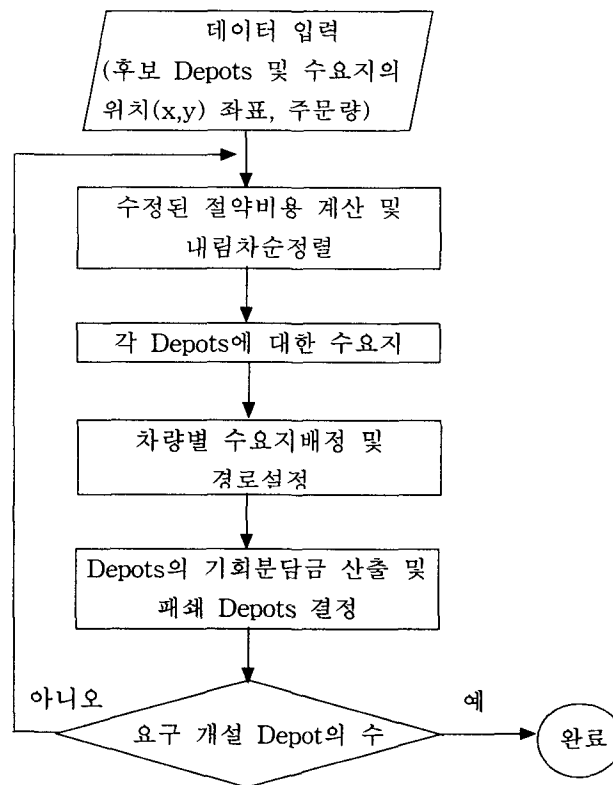 데이터 입력
(후보 Depots 및 수요지의
위치(x,y) 좌표, 주문량)
수정된 절약비용 계산 및
내림차순정렬
각 Depots에 대한 수요지
차량별 수요지배정 및
경로설정
Depots의 기회분담금 산출 및
패쇄 Depots 결정
아니오
예
요구 개설 Depot의 수
완료